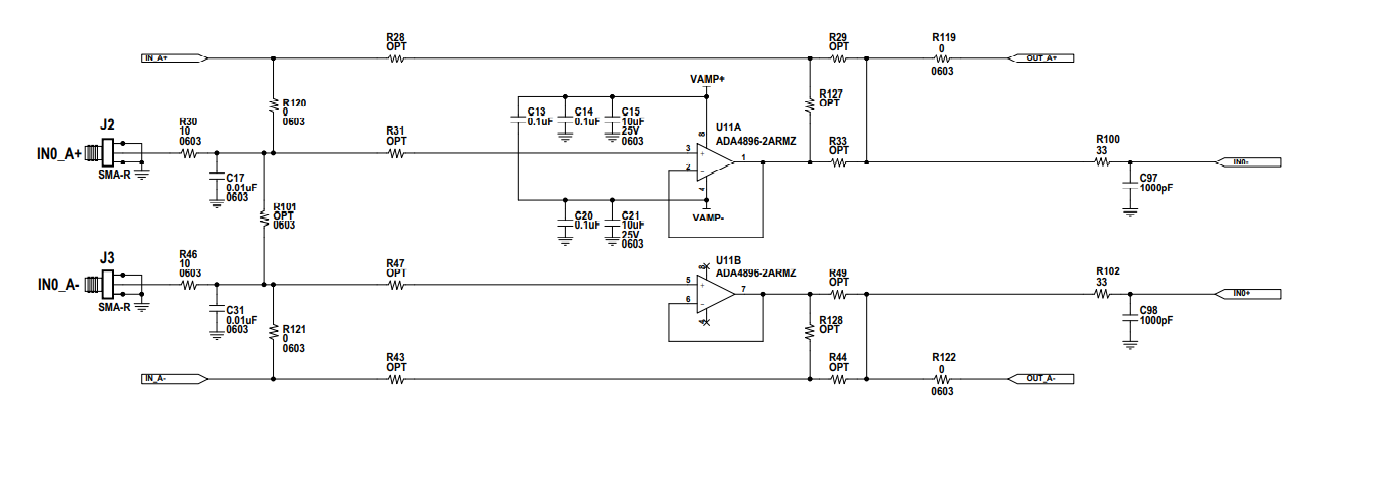 R28
OPT
R29
OPT
R119
0
0603
IN_A+
OUT_A+
VAMP+
R120
0
0603
C13
0.1uF
C14
0.1uF
C15
10uF
25V
0603
R127
OPT
J2
R30
10
0603
R31
OPT
8
U11A
ADA4896-2ARMZ
R33
OPT
R100
33
IN0_A+
3
+
2
-
1
4
IN0-
SMA-R
C17
0.01uF
0603
C97
1000pF
R101
OPT
0603
C20
0.1uF
C21
10uF
25V
0603
VAMP-
J3
R46
10
0603
R47
OPT
8
U11B
ADA4896-2ARMZ
R49
OPT
R102
33
IN0_A-
5
+
6
-
7
4
IN0+
SMA-R
C31
0.01uF
0603
R121
0
0603
R128
OPT
C98
1000pF
R43
OPT
R44
OPT
R122
0
0603
IN_A-
OUT_A-